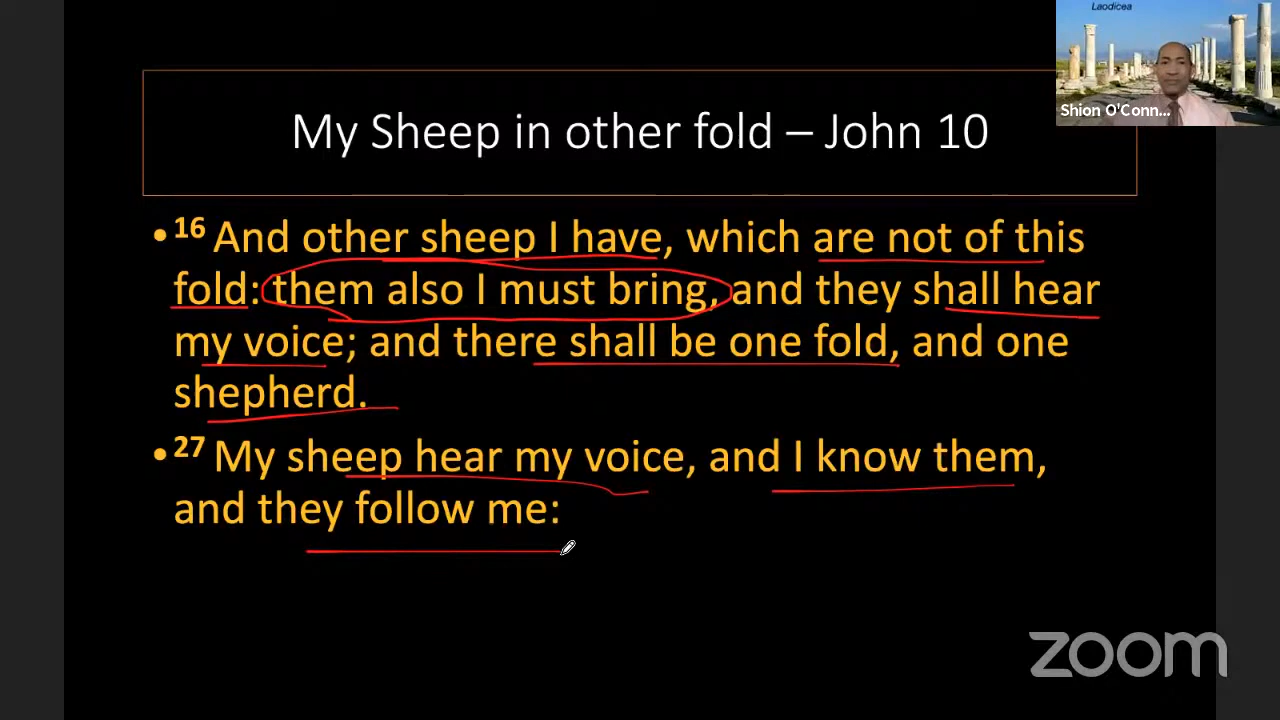 Laodicea
Shion O'Conn...
My Sheep in other fold – John 10
•16 And other sheep I have, which are not of this
fold: them also I must bring, and they shall hear
my voice; and there shall be one fold, and one
shepherd.
•27 My sheep hear my voice, and I know them,
and they follow me:
zoom